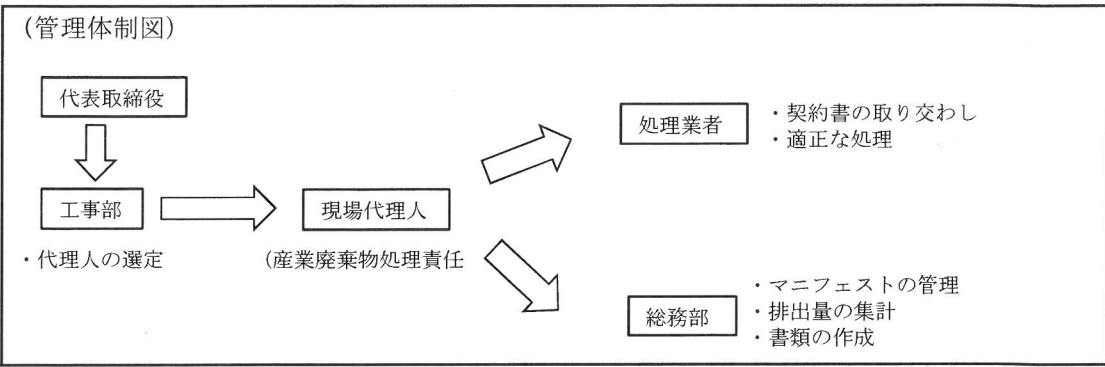 (管理体制図)
代表取締役
工事部
・代理人の選定
現場代理人
(産業廃棄物処理責任
処理業者
・契約書の取り交わし
・適正な処理
総務部
・マニフェストの管理
・排出量の集計
・書類の作成